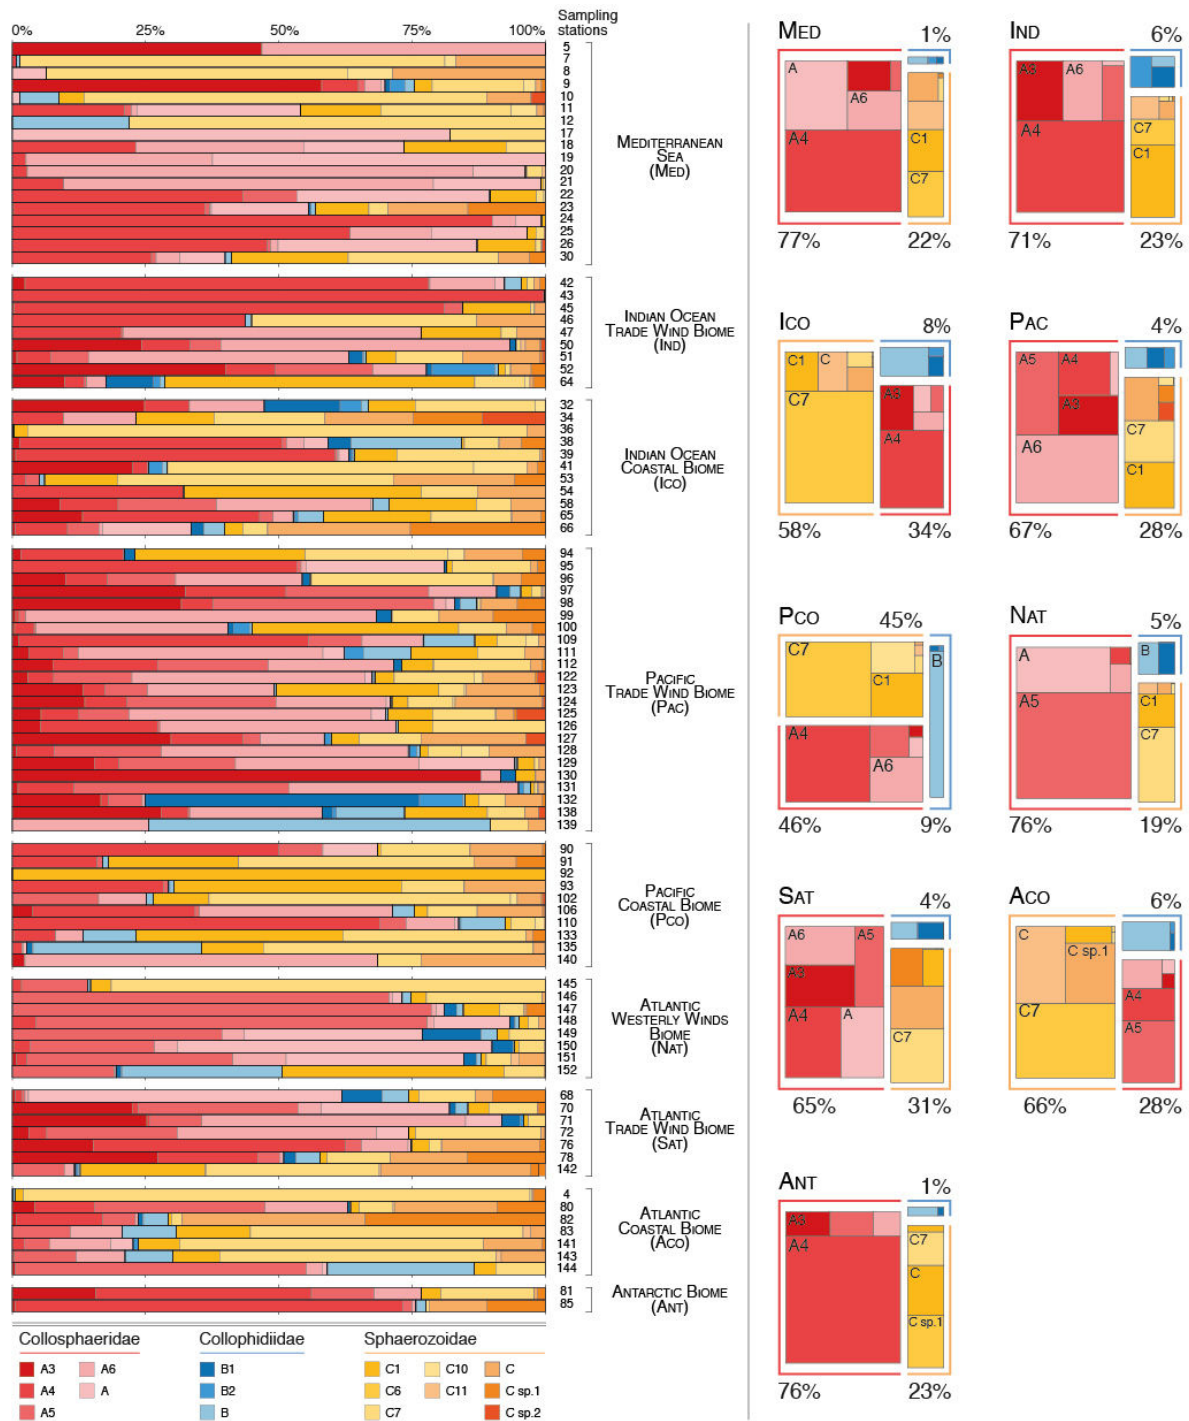 0% 25% 50% 75% 100%
Sampling
stations
5
7
8
9
10
11
12
17
18
19
20
21
22
23
24
25
26
30
MEDITERRANEAN
SEA
(MED)
42
43
45
46
47
50
51
52
64
INDIAN OCEAN
TRADE WIND BIOME
(IND)
32
34
36
38
39
41
53
54
58
65
66
INDIAN OCEAN
COASTAL BIOME
(ICO)
94
95
96
97
98
99
100
109
111
112
122
123
124
125
126
127
128
129
130
131
132
138
139
PACIFIC
TRADE WIND BIOME
(PAC)
90
91
92
93
102
106
110
133
135
140
PACIFIC
COASTAL BIOME
(PCO)
145
146
147
148
149
150
151
152
ATLANTIC
WESTERLY WINDS
BIOME
(NAT)
68
70
71
72
76
78
142
ATLANTIC
TRADE WIND BIOME
(SAT)
4
80
82
83
141
143
144
ATLANTIC
COASTAL BIOME
(ACO)
81
85
ANTARCTIC BIOME
(ANT)
Collosphaeridae Collophidiidae Sphaerozoidae
A3 A6 B1 C1 C10 C
A4 A B2 C6 C11 C sp.1
A5 B C7 C sp.2
MED 1%
A
A6
A4
C1
C7
77% 22%
IND 6%
A3 A6
A4
C7
C1
71% 23%
ICO 8%
C1 C
C7
A3
A4
58% 34%
PAC 4%
A5 A4
A3
A6
C7
C1
67% 28%
PCO 45%
C7
C1
B
A4
A6
46% 9%
NAT 5%
A
A5
B
C1
C7
76% 19%
SAT 4%
A6 A5
A3
A4 A
C7
65% 31%
ACO 6%
C
C sp.1
C7
A4
A5
66% 28%
ANT 1%
A3
A4
C7
C
C sp.1
76% 23%